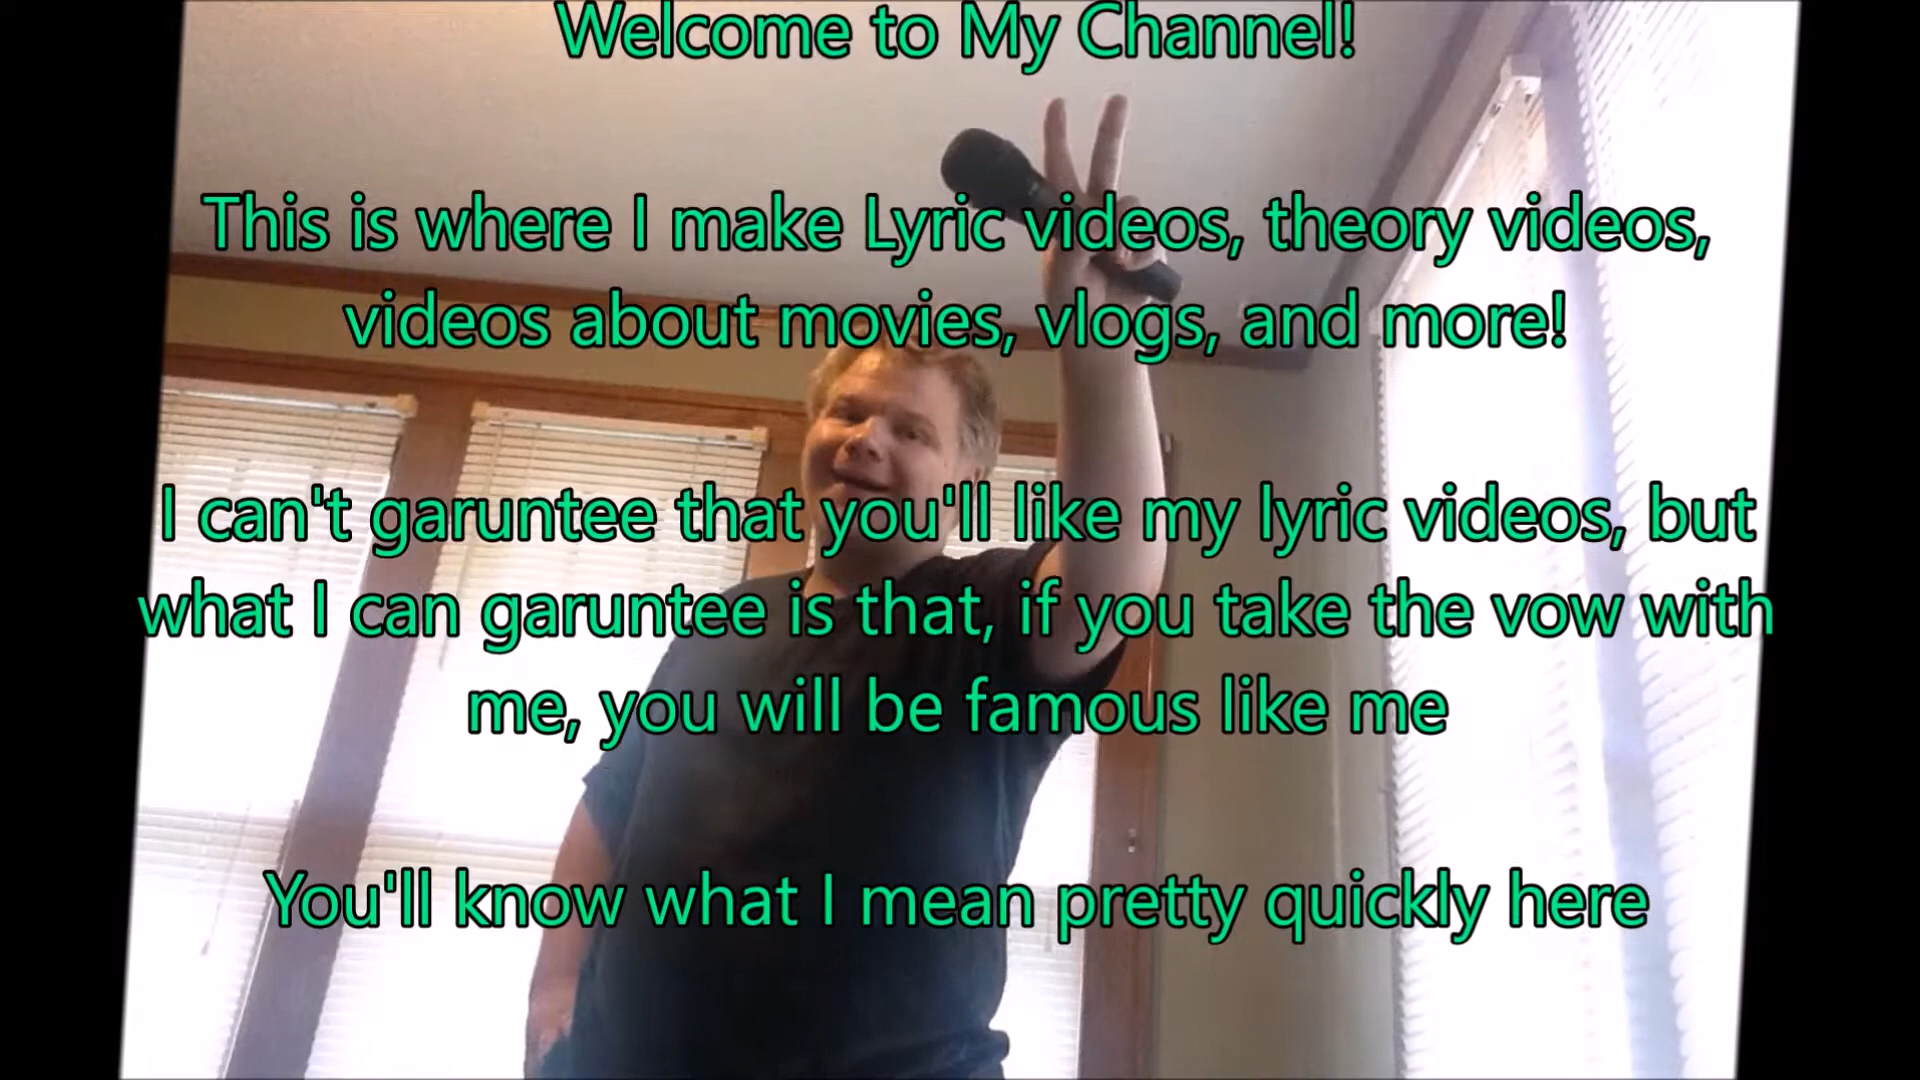 Welcome to My Channel!
This is where I make Lyric videos, theory videos,
videos about movies, vlogs, and more!
I can't garuntee that you'll like my lyric videos, but
what I can garuntee is that, if you take the vow with
me, you will be famous like me
You'll know what I mean pretty quickly here